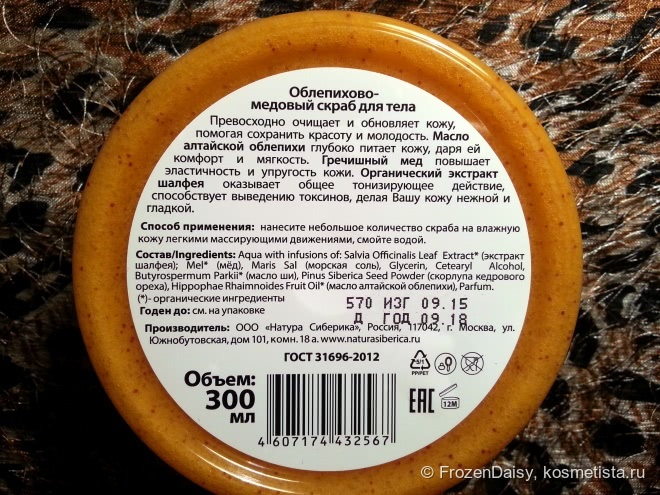 Облепихово-
медовый скраб для тела
Превосходно очищает и обновляет кожу,
помогая сохранить красоту и молодость. Масло
алтайской облепихи глубоко питает кожу, даря ей
комфорт и мягкость. Гречишный мед повышает
эластичность и упругость кожи. Органический экстракт
шалфея оказывает общее тонизирующее действие,
способствует выведению токсинов, делая Вашу кожу нежной и
гладкой.
Способ применения: нанесите небольшое количество скраба на влажную
кожу легкими массирующими движениями, смойте водой.
Состав/Ingredients: Aqua with infusions of: Salvia Officinalis Leaf Extract* (экстракт
шалфея); Mel* (мёд), Maris Sal (морская соль), Glycerin, Cetearyl Alcohol,
Butyrospermum Parkii* (масло ши), Pinus Siberica Seed Powder (скорлупа кедрового
ореха), Hippophae Rhaimnoides Fruit Oil* (масло алтайской облепихи), Parfum.
(*)- органические ингредиенты
570 ИЗГ 09.15
Годен до: см. на упаковке
Д ГОД 09.18
Производитель: ООО «Натура Сиберика», Россия, 117042, г. Москва, ул.
Южнобутовская, дом 101, комн. 18 а. www.naturasiberica.ru
ГОСТ 31696-2012
Объем:
300
мл
4 607174 432567
5/1
PP/PET
EAC
12M
© FrozenDaisy, kosmetista.ru